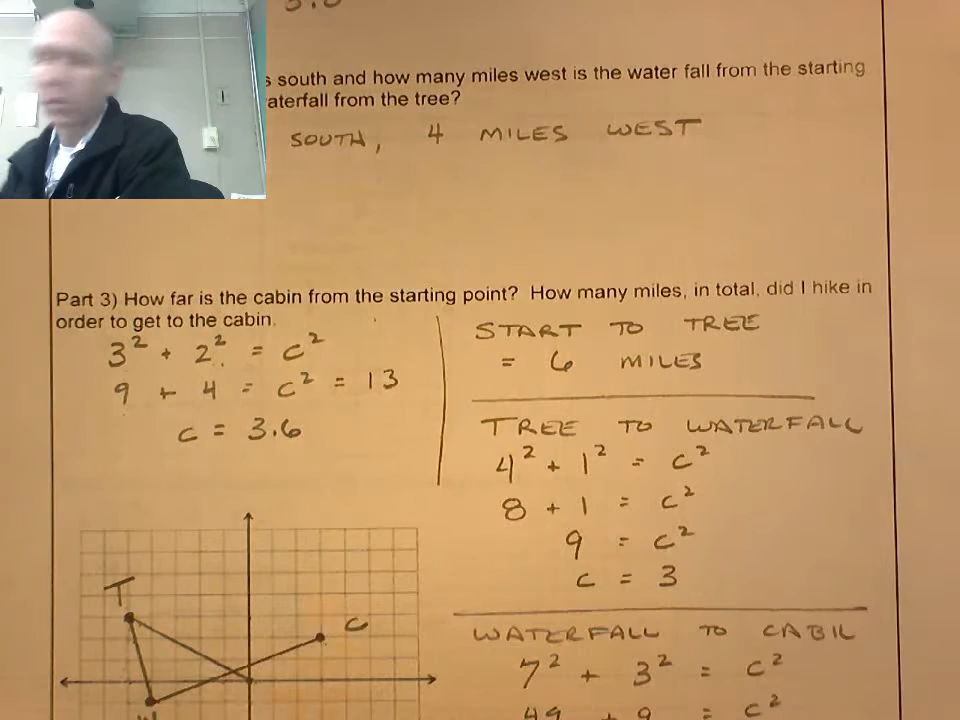 s south and how many miles west is the water fall from the starting
aterfall from the tree?
SOUTH, 4 MILES WEST
Part 3) How far is the cabin from the starting point? How many miles, in total, did I hike in
order to get to the cabin.
3² + 2² = c²
9 + 4 = c² = 13
c = 3.6
START TO TREE
= 6 MILES
TREE TO WATERFALL
4² + 1² = c²
8 + 1 = c²
9 = c²
c = 3
T
C
WATERFALL TO CABIL
7² + 3² = c²
49 + 9 = c²